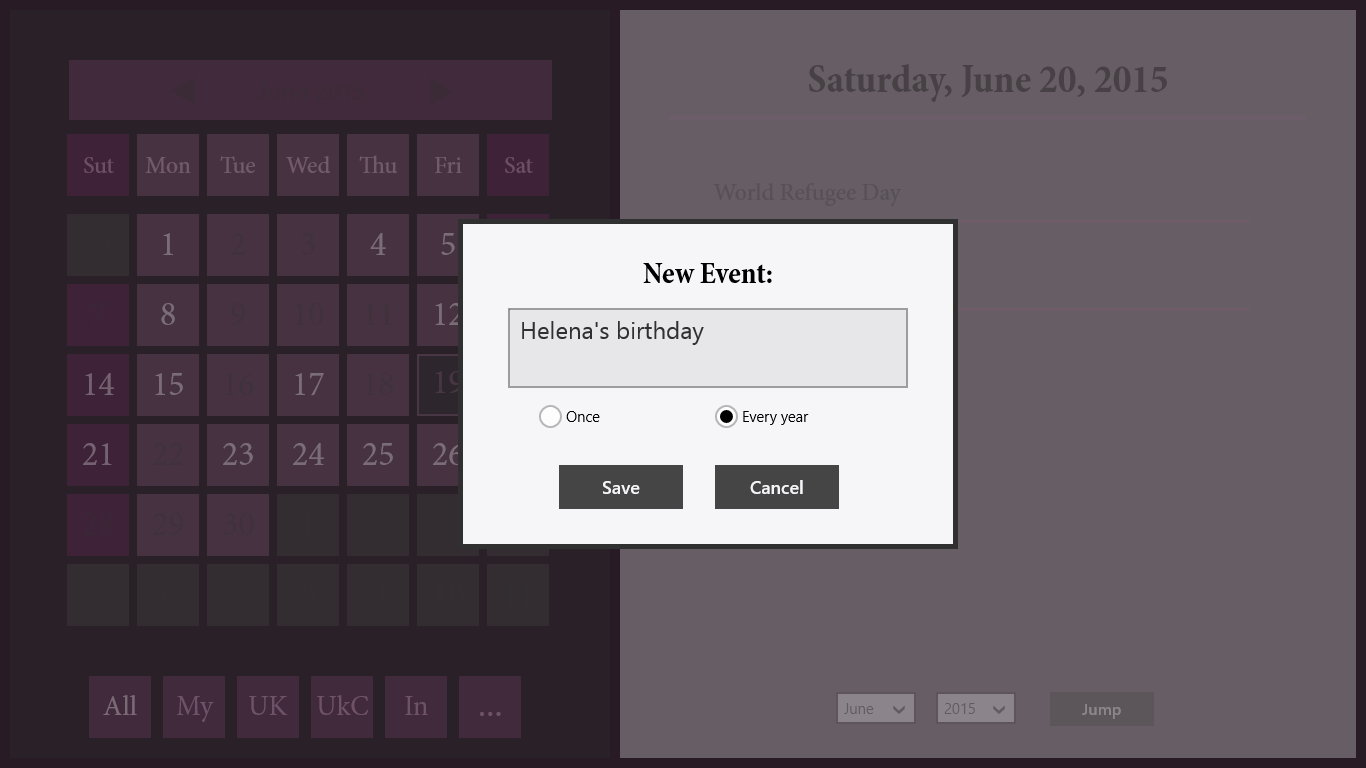 Saturday, June 20, 2015
Sut Mon Tue Wed Thu Fri Sat
World Refugee Day
1 2 3 4 5
8 9 10 11 12
14 15 16 17 18 19
21 22 23 24 25 26
29 30
New Event:
Helena's birthday
Once Every year
Save Cancel
All My UK UkC In ...
June 2015 Jump